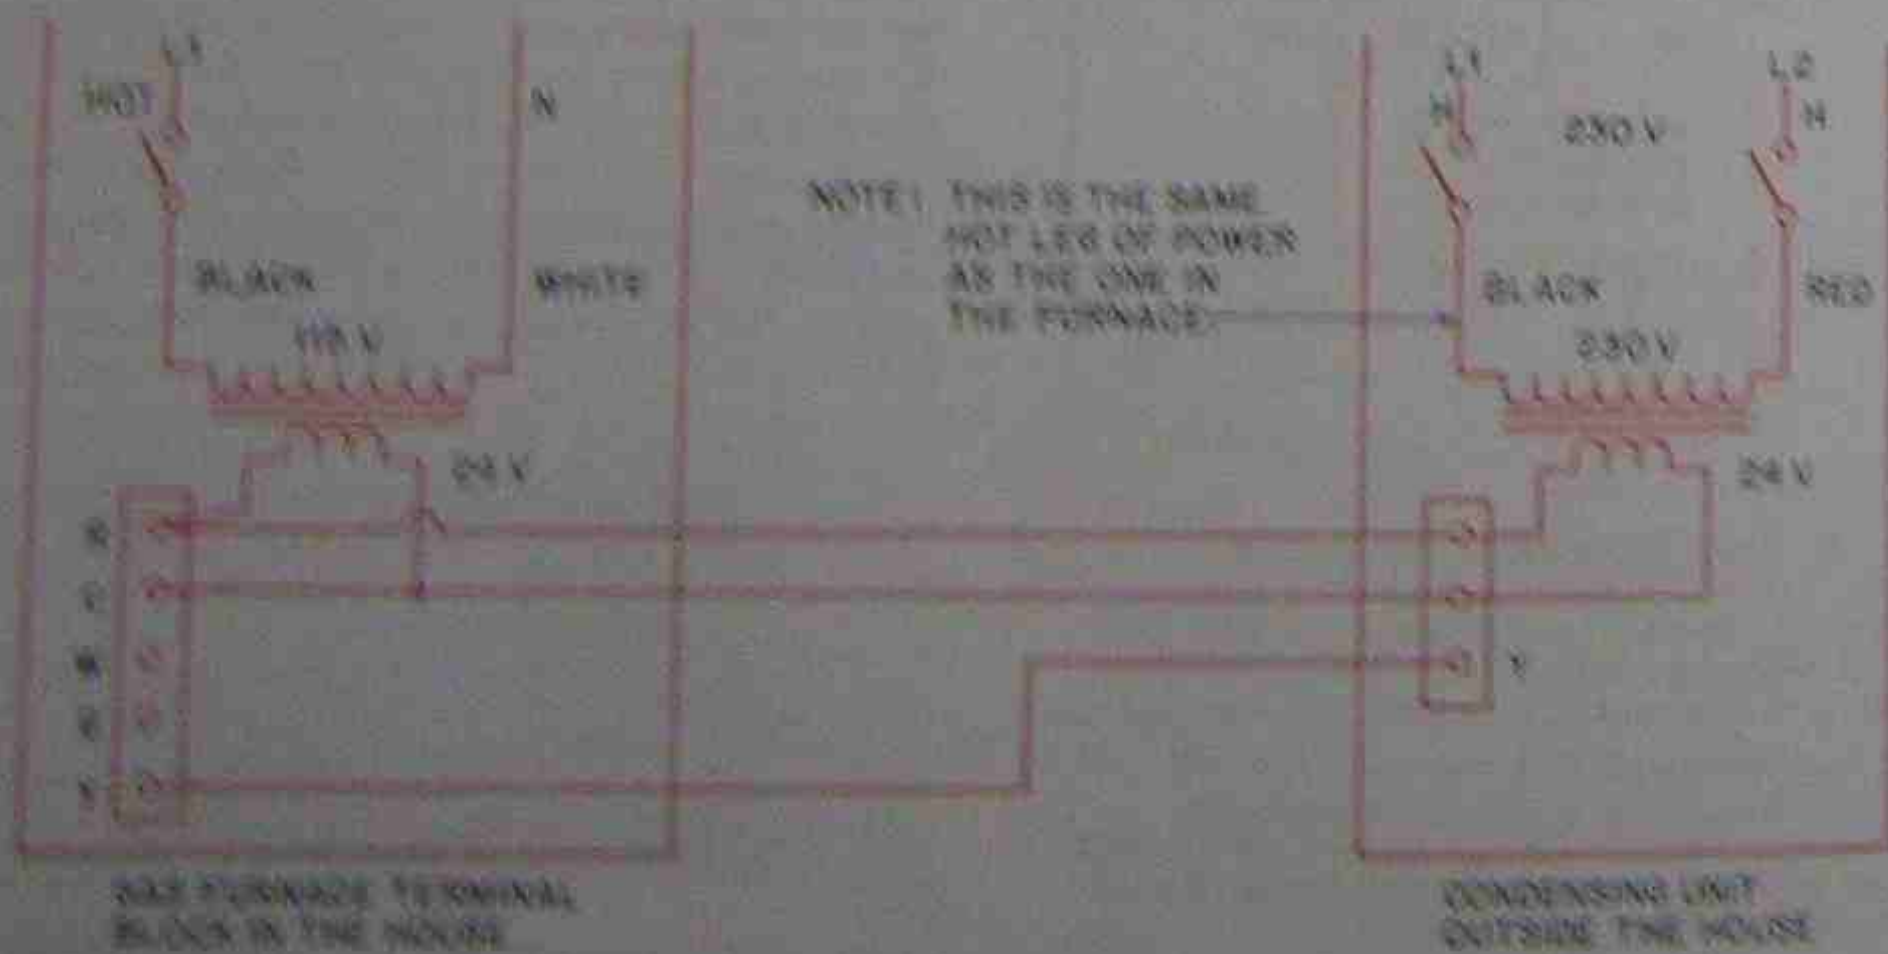 L1
HOT
N
BLACK
WHITE
115 V
24 V
R
C
W
G
Y
GAS FURNACE TERMINAL
BLOCK IN THE HOUSE
NOTE: THIS IS THE SAME
HOT LEG OF POWER
AS THE ONE IN
THE FURNACE
L1
H
230 V
L2
H
BLACK
RED
230 V
24 V
Y
CONDENSING UNIT
OUTSIDE THE HOUSE